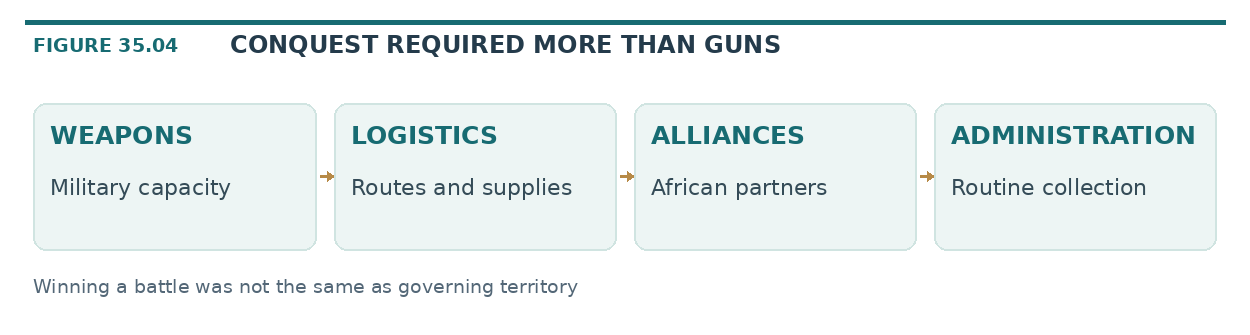 FIGURE 35.04 CONQUEST REQUIRED MORE THAN GUNS
WEAPONS
Military capacity
LOGISTICS
Routes and supplies
ALLIANCES
African partners
ADMINISTRATION
Routine collection
Winning a battle was not the same as governing territory